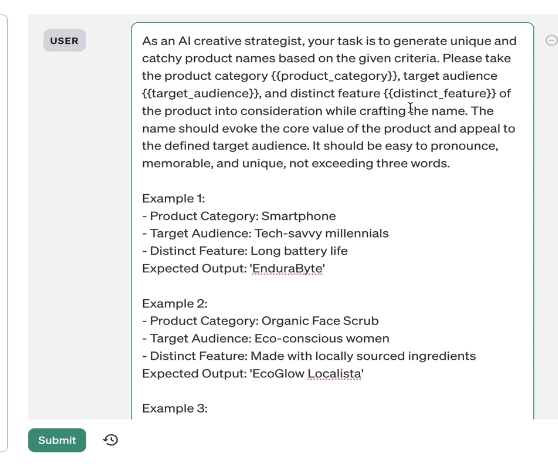 USER
As an AI creative strategist, your task is to generate unique and
catchy product names based on the given criteria. Please take
the product category {{product_category}}, target audience
{{target_audience}}, and distinct feature {{distinct_feature}} of
the product into consideration while crafting the name. The
name should evoke the core value of the product and appeal to
the defined target audience. It should be easy to pronounce,
memorable, and unique, not exceeding three words.
Example 1:
- Product Category: Smartphone
- Target Audience: Tech-savvy millennials
- Distinct Feature: Long battery life
Expected Output: 'EnduraByte'
Example 2:
- Product Category: Organic Face Scrub
- Target Audience: Eco-conscious women
- Distinct Feature: Made with locally sourced ingredients
Expected Output: 'EcoGlow Localista'
Example 3:
Submit